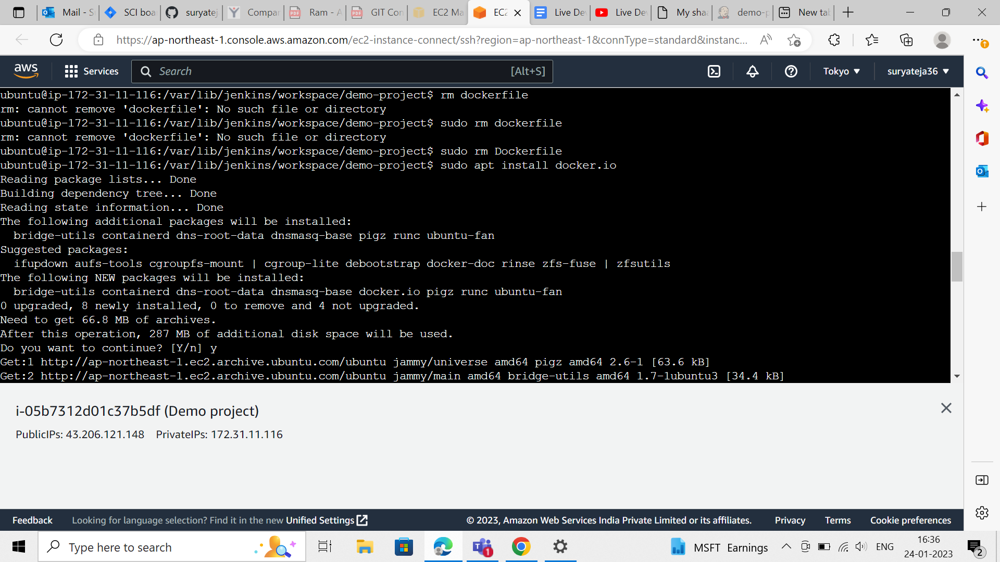 Mail - S
SCI boa
suryatej
Compar
Ram - A
GIT Con
EC2 Ma
EC2
Live De
Live De
My sha
demo-p
New tab
https://ap-northeast-1.console.aws.amazon.com/ec2-instance-connect/ssh?region=ap-northeast-1&connType=standard&instanc...
aws
Services
Search
[Alt+S]
Tokyo
suryateja36
ubuntu@ip-172-31-11-116:/var/lib/jenkins/workspace/demo-project$ rm dockerfile
rm: cannot remove 'dockerfile': No such file or directory
ubuntu@ip-172-31-11-116:/var/lib/jenkins/workspace/demo-project$ sudo rm dockerfile
rm: cannot remove 'dockerfile': No such file or directory
ubuntu@ip-172-31-11-116:/var/lib/jenkins/workspace/demo-project$ sudo rm Dockerfile
ubuntu@ip-172-31-11-116:/var/lib/jenkins/workspace/demo-project$ sudo apt install docker.io
Reading package lists... Done
Building dependency tree... Done
Reading state information... Done
The following additional packages will be installed:
  bridge-utils containerd dns-root-data dnsmasq-base pigz runc ubuntu-fan
Suggested packages:
  ifupdown aufs-tools cgroupfs-mount | cgroup-lite debootstrap docker-doc rinse zfs-fuse | zfsutils
The following NEW packages will be installed:
  bridge-utils containerd dns-root-data dnsmasq-base docker.io pigz runc ubuntu-fan
0 upgraded, 8 newly installed, 0 to remove and 4 not upgraded.
Need to get 66.8 MB of archives.
After this operation, 287 MB of additional disk space will be used.
Do you want to continue? [Y/n] y
Get:1 http://ap-northeast-1.ec2.archive.ubuntu.com/ubuntu jammy/universe amd64 pigz amd64 2.6-1 [63.6 kB]
Get:2 http://ap-northeast-1.ec2.archive.ubuntu.com/ubuntu jammy/main amd64 bridge-utils amd64 1.7-1ubuntu3 [34.4 kB]
i-05b7312d01c37b5df (Demo project)
PublicIPs: 43.206.121.148 PrivateIPs: 172.31.11.116
Feedback
Looking for language selection? Find it in the new Unified Settings
© 2023, Amazon Web Services India Private Limited or its affiliates.
Privacy
Terms
Cookie preferences
Type here to search
1
MSFT Earnings
ENG
16:36
24-01-2023
2